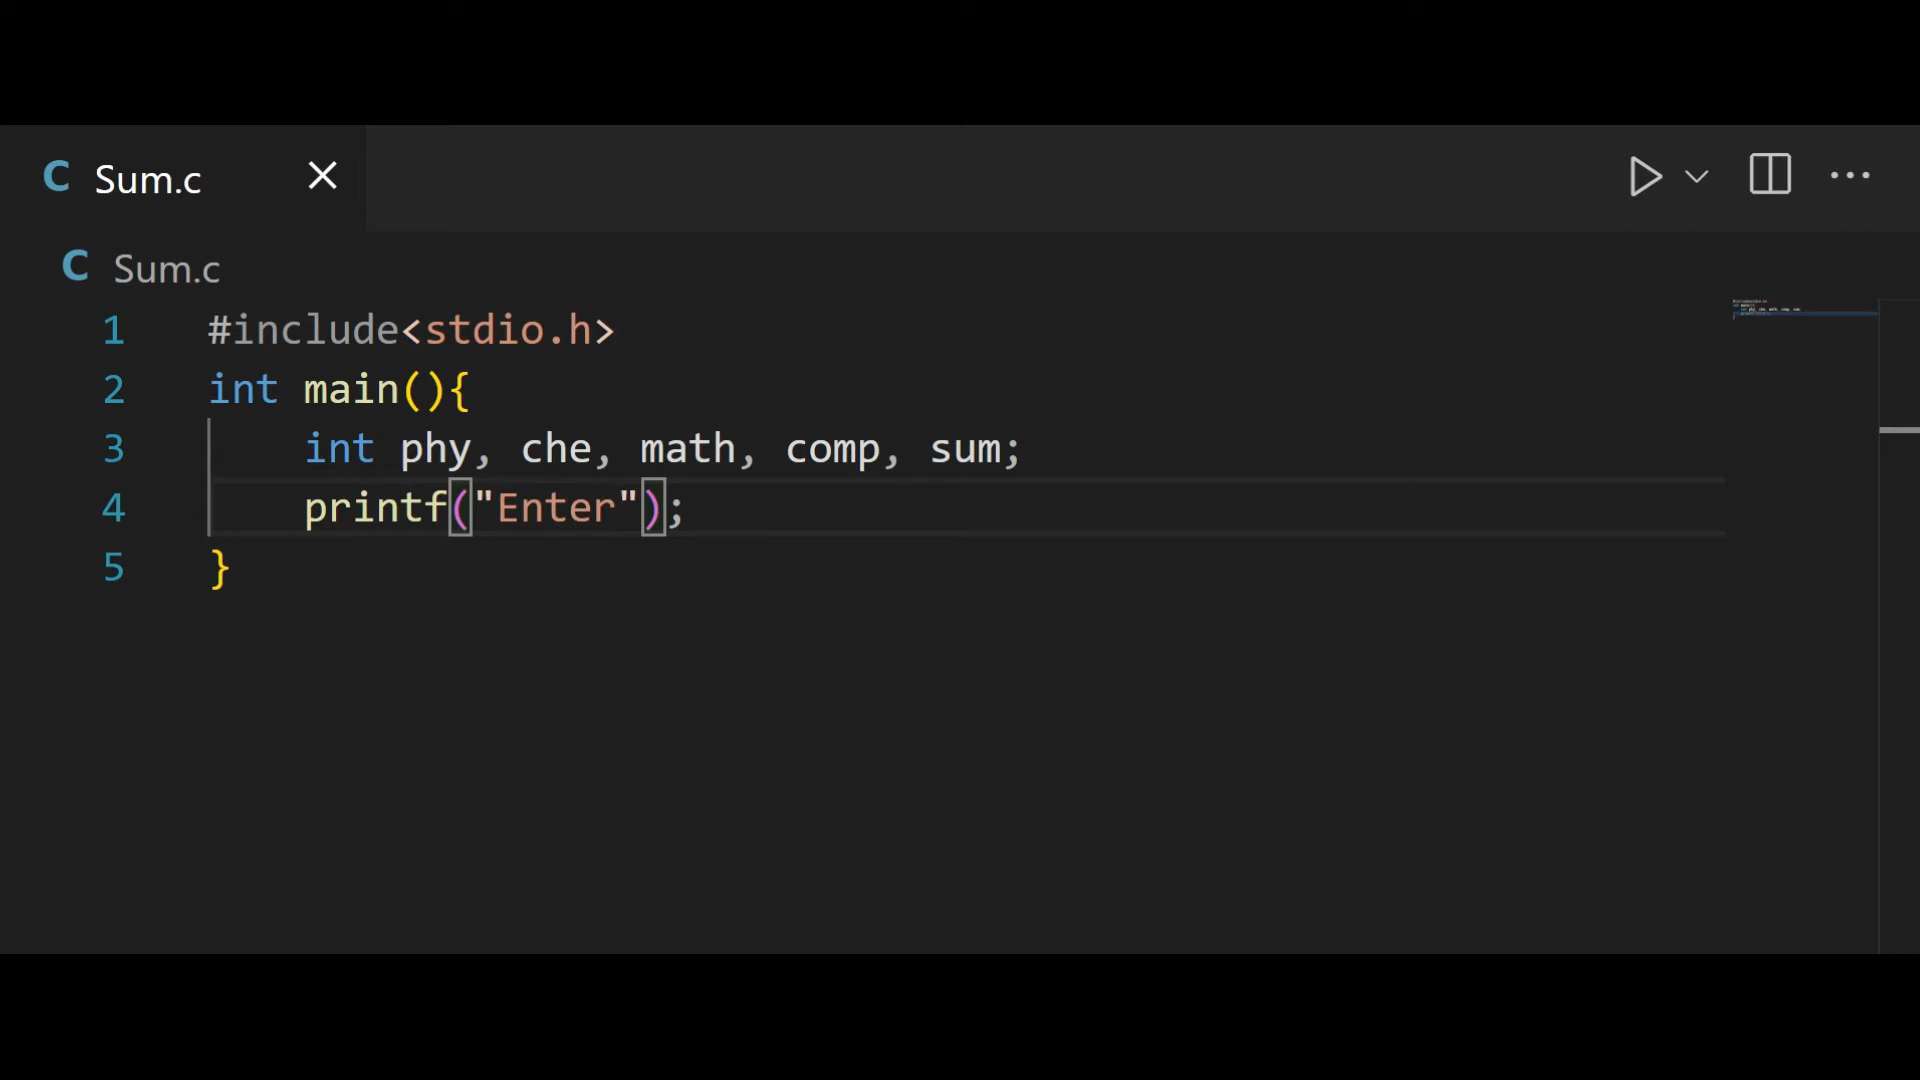 C Sum.c
C Sum.c
1 #include<stdio.h>
2 int main(){
3     int phy, che, math, comp, sum;
4     printf("Enter");
5 }